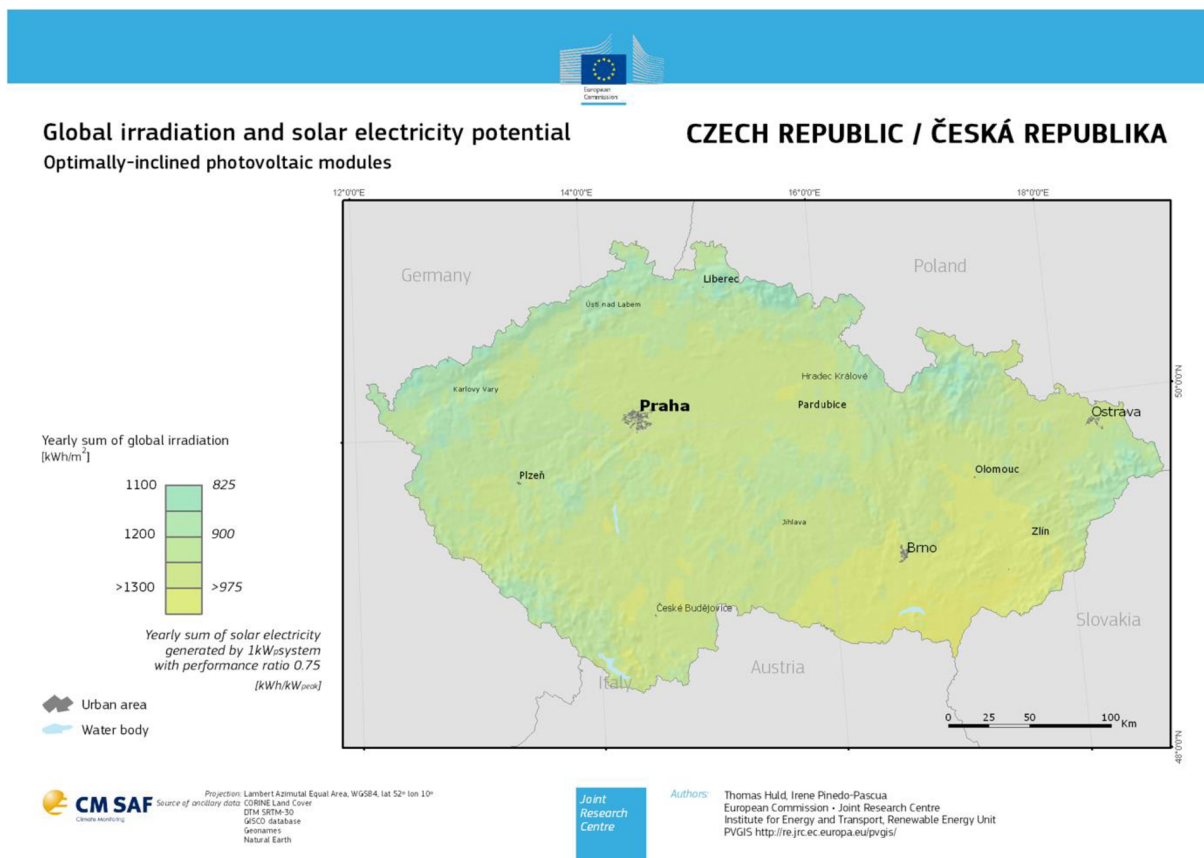 European
Commission
Global irradiation and solar electricity potential
Optimally-inclined photovoltaic modules
CZECH REPUBLIC / ČESKÁ REPUBLIKA
12°0'0"E
14°0'0"E
16°0'0"E
18°0'0"E
Germany
Poland
Liberec
Ústí nad Labem
Karlovy Vary
Hradec Králové
50°0'0"N
Praha
Pardubice
Ostrava
Plzeň
Olomouc
Jihlava
Zlín
Brno
České Budějovice
Slovakia
Austria
Italy
0 25 50 100 Km
48°0'0"N
Yearly sum of global irradiation
[kWh/m²]
1100 825
1200 900
>1300 >975
Yearly sum of solar electricity
generated by 1kWpsystem
with performance ratio 0.75
[kWh/kWpeak]
Urban area
Water body
CM SAF
Climate Monitoring
Projection: Lambert Azimutal Equal Area, WGS84, lat 52° lon 10°
Source of ancillary data: CORINE Land Cover
DTM SRTM-30
GISCO database
Geonames
Natural Earth
Joint
Research
Centre
Authors: Thomas Huld, Irene Pinedo-Pascua
European Commission • Joint Research Centre
Institute for Energy and Transport, Renewable Energy Unit
PVGIS http://re.jrc.ec.europa.eu/pvgis/